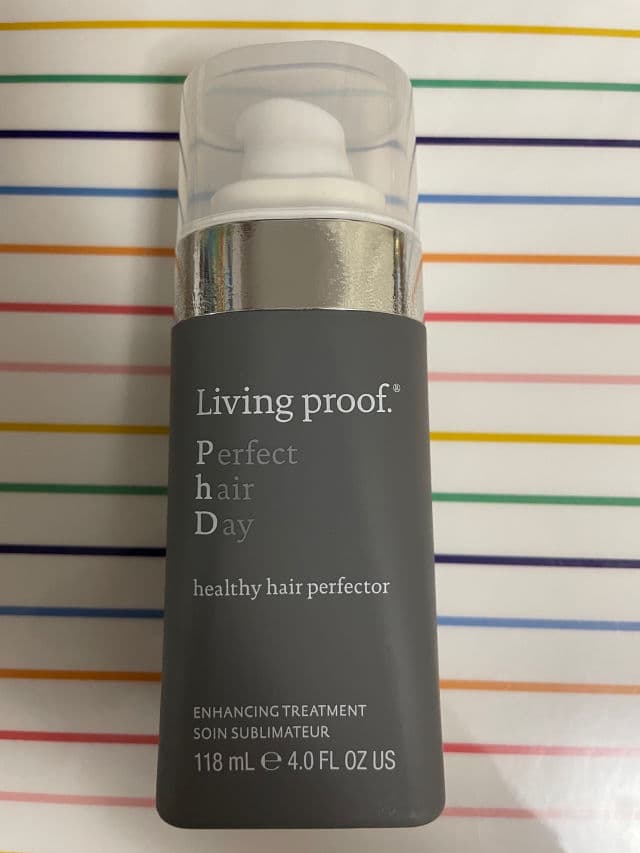 Living proof.®
Perfect
hair
Day
healthy hair perfector
ENHANCING TREATMENT
SOIN SUBLIMATEUR
118 mL ℮ 4.0 FL OZ US